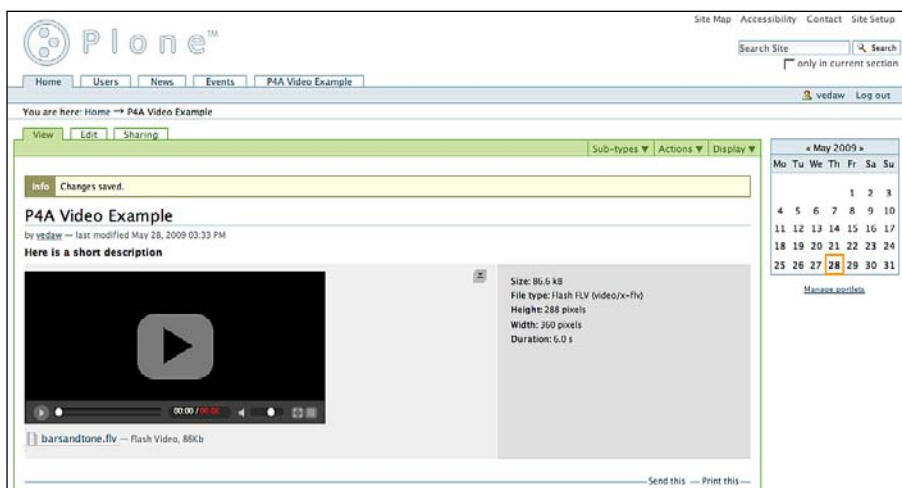 Site Map Accessibility Contact Site Setup
Plone™
Search Site Search
only in current section
Home Users News Events P4A Video Example
vedaw Log out
You are here: Home → P4A Video Example
View Edit Sharing
Sub-types ▼ Actions ▼ Display ▼
Info Changes saved.
P4A Video Example
by vedaw — last modified May 28, 2009 03:33 PM
Here is a short description
Size: 86.6 kB
File type: Flash FLV (video/x-flv)
Height: 288 pixels
Width: 360 pixels
Duration: 6.0 s
00:00 / 00:06
barsandtone.flv — Flash Video, 86Kb
Send this — Print this —
« May 2009 »
Mo Tu We Th Fr Sa Su
1 2 3
4 5 6 7 8 9 10
11 12 13 14 15 16 17
18 19 20 21 22 23 24
25 26 27 28 29 30 31
Manage portlets